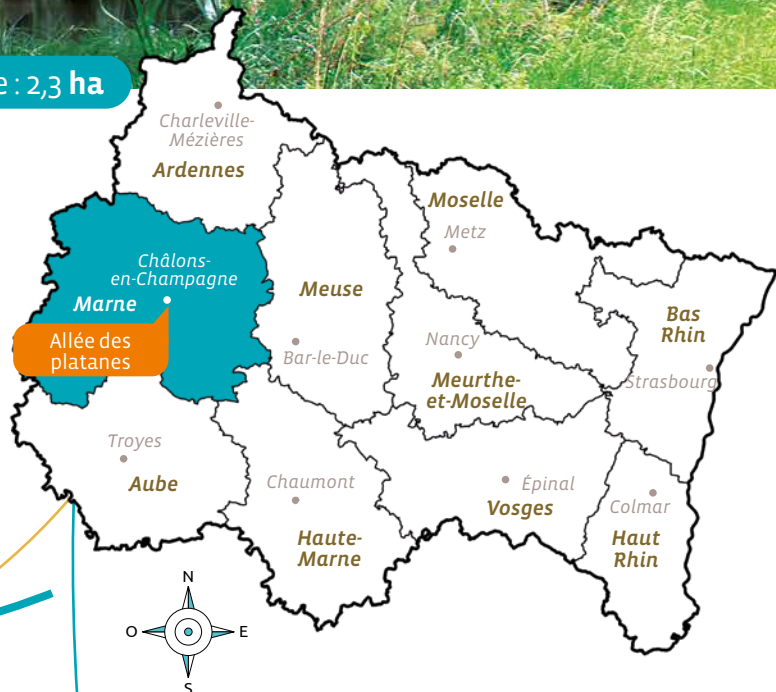 e : 2,3 ha
Charleville-
Mézières
Ardennes
Moselle
Metz
Châlons-
en-Champagne
Marne
Meuse
Allée des
platanes
Bar-le-Duc
Nancy
Meurthe-
et-Moselle
Bas
Rhin
Strasbourg
Troyes
Aube
Chaumont
Haute-
Marne
Épinal
Vosges
Colmar
Haut
Rhin
N
O
E
S